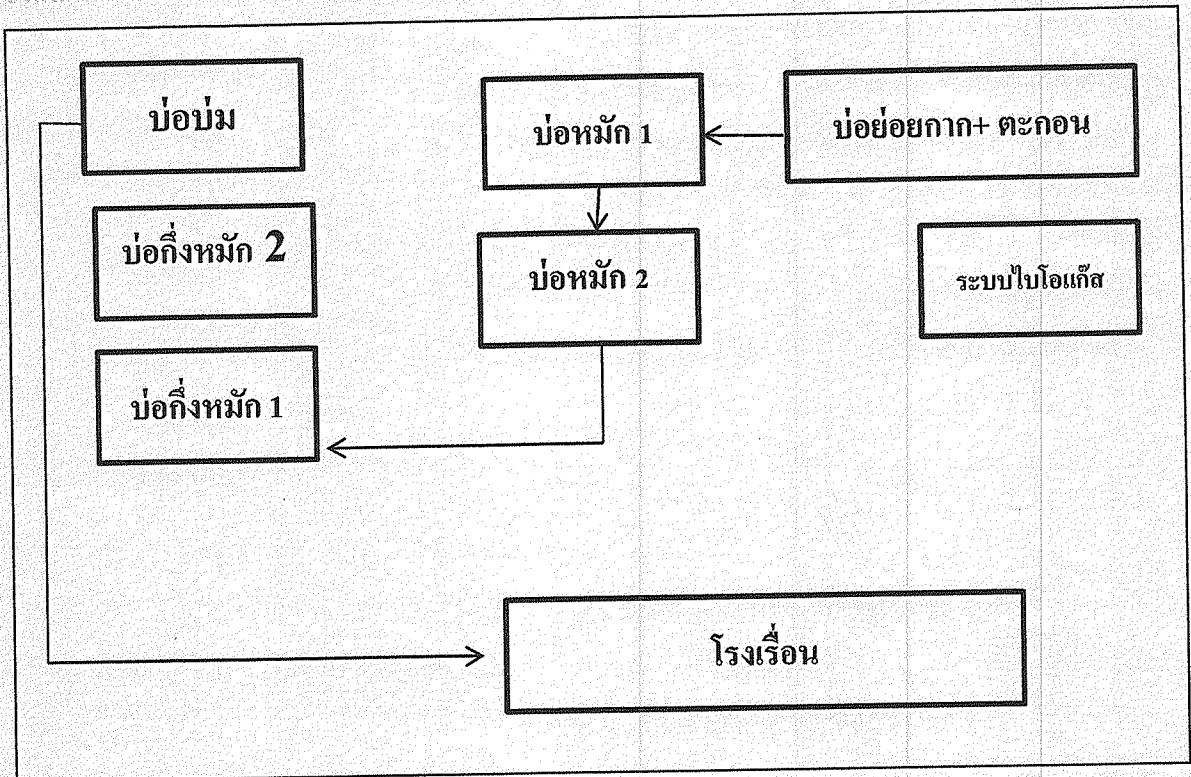 บ่อบ่ม
บ่อหมัก 1
บ่อย่อยกาก+ ตะกอน
บ่อกึ่งหมัก 2
บ่อหมัก 2
ระบบไบโอแก๊ส
บ่อกึ่งหมัก 1
โรงเรื่อน